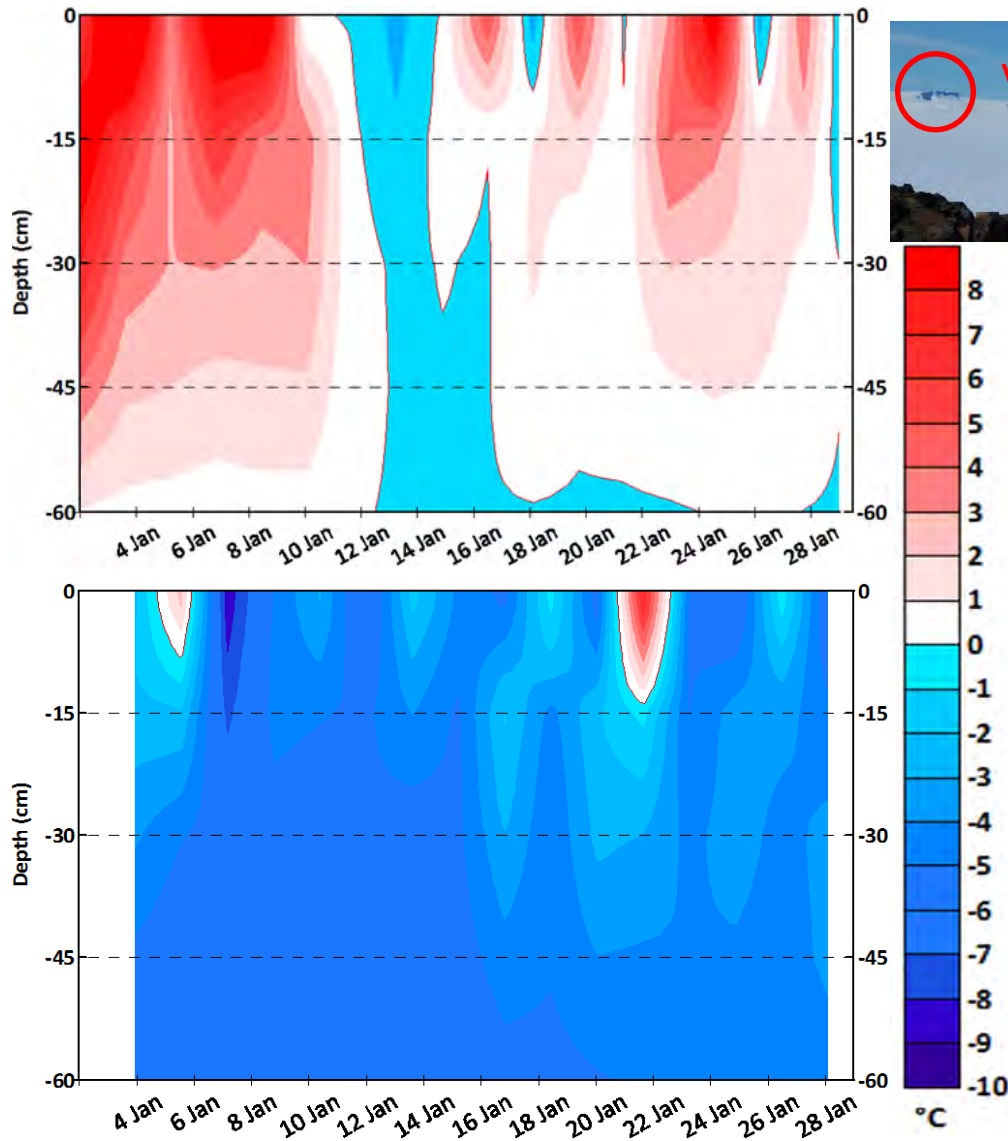 0
-15
-30
-45
-60
Depth (cm)
0
-15
-30
-45
-60
4 Jan
6 Jan
8 Jan
10 Jan
12 Jan
14 Jan
16 Jan
18 Jan
20 Jan
22 Jan
24 Jan
26 Jan
28 Jan
V
0
-15
-30
-45
-60
Depth (cm)
0
-15
-30
-45
-60
4 Jan
6 Jan
8 Jan
10 Jan
12 Jan
14 Jan
16 Jan
18 Jan
20 Jan
22 Jan
24 Jan
26 Jan
28 Jan
8
7
6
5
4
3
2
1
0
-1
-2
-3
-4
-5
-6
-7
-8
-9
-10
°C